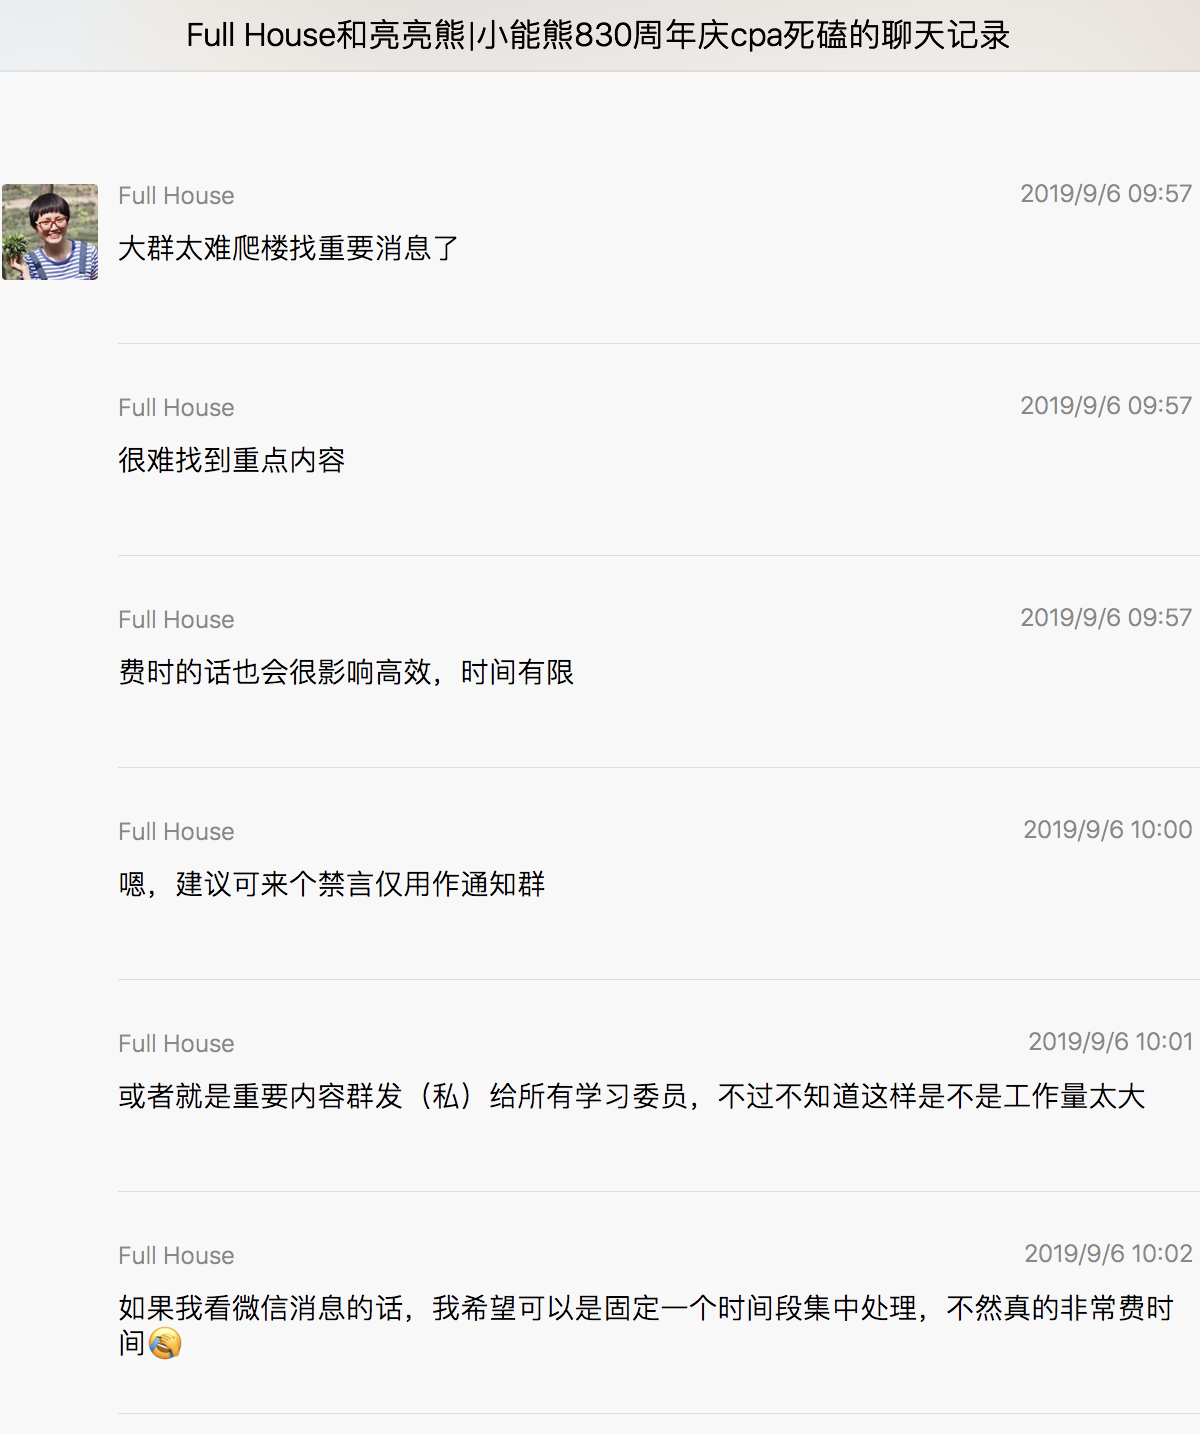 Full House和亮亮熊|小能熊830周年庆cpa死磕的聊天记录
Full House
2019/9/6 09:57
大群太难爬楼找重要消息了
Full House
2019/9/6 09:57
很难找到重点内容
Full House
2019/9/6 09:57
费时的话也会很影响高效，时间有限
Full House
2019/9/6 10:00
嗯，建议可来个禁言仅用作通知群
Full House
2019/9/6 10:01
或者就是重要内容群发（私）给所有学习委员，不过不知道这样是不是工作量太大
Full House
2019/9/6 10:02
如果我看微信消息的话，我希望可以是固定一个时间段集中处理，不然真的非常费时
间🤦